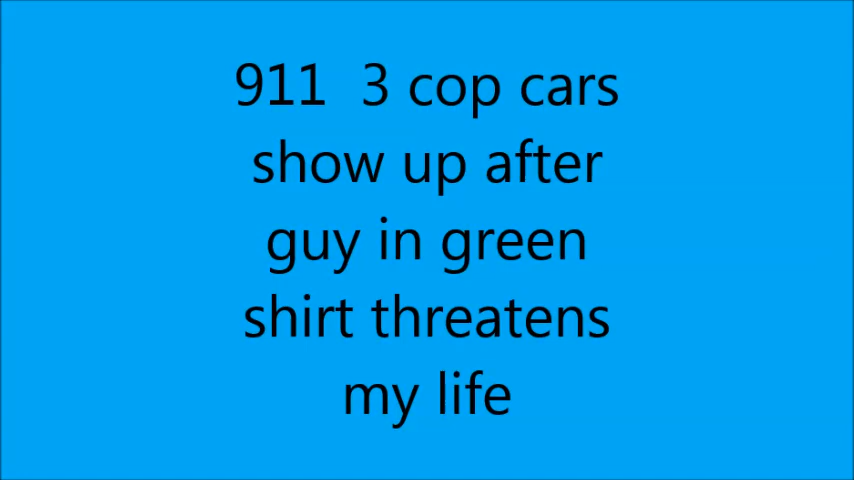 911  3 cop cars
show up after
guy in green
shirt threatens
my life